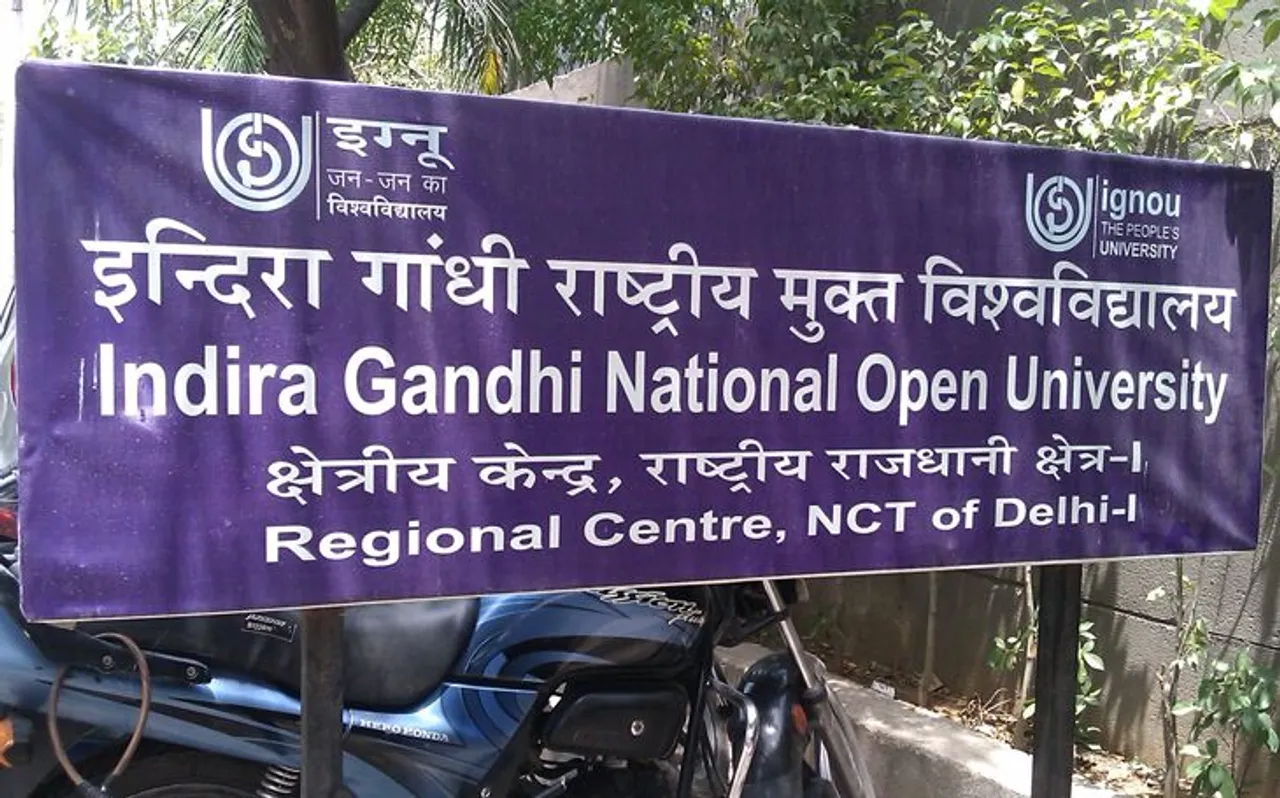 इग्नू
जन-जन का
विश्वविद्यालय
ignou
THE PEOPLE'S
UNIVERSITY
इन्दिरा गांधी राष्ट्रीय मुक्त विश्वविद्यालय
Indira Gandhi National Open University
क्षेत्रीय केन्द्र, राष्ट्रीय राजधानी क्षेत्र-I
Regional Centre, NCT of Delhi-I
HERO HONDA